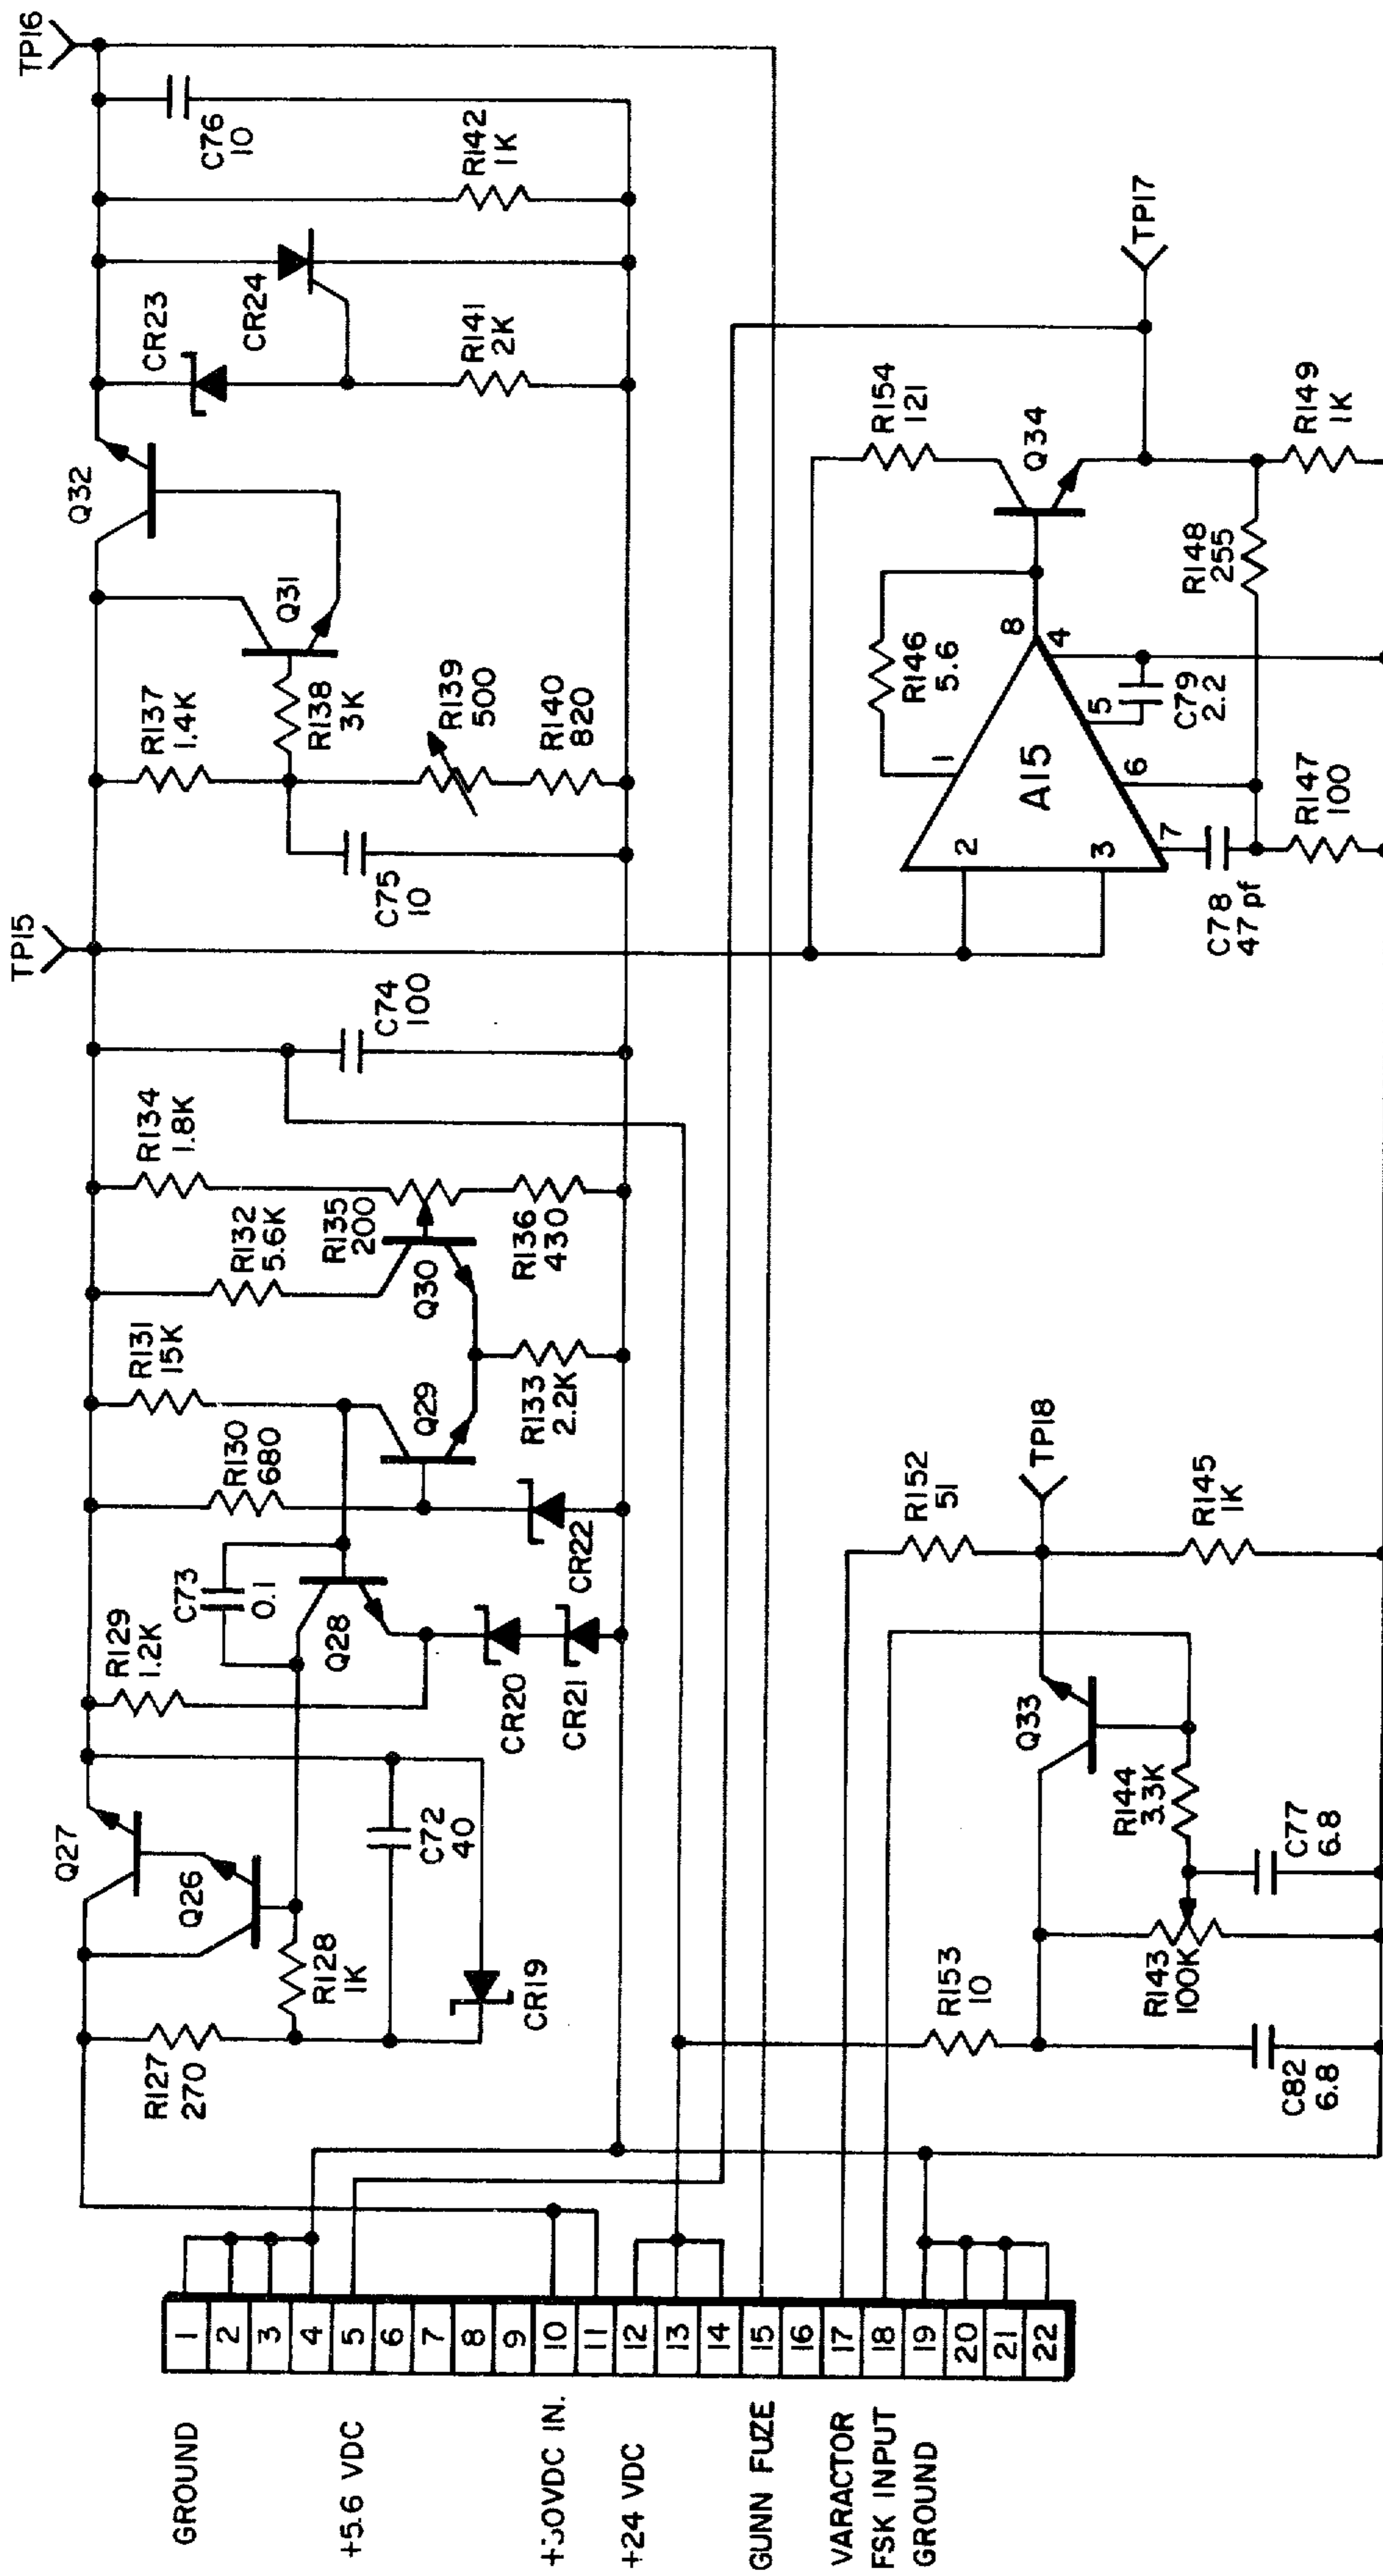 TP16
C76
10
R142
1K
CR23
CR24
R141
2K
Q32
Q31
R137
1.4K
R138
3K
R139
500
R140
820
C75
10
TP15
C74
100
R134
1.8K
R132
5.6K
R135
200
Q30
R136
430
R131
15K
Q29
R133
2.2K
R130
680
CR22
C73
0.1
Q28
R129
1.2K
CR20
CR21
Q27
Q26
C72
40
R128
1K
CR19
R127
270
TP17
R154
121
Q34
R149
1K
R148
255
R146
5.6
8
4
5
C79
2.2
1
A15
6
R147
100
2
3
7
C78
47 pf
TP18
R152
51
R145
1K
Q33
R144
3.3K
C77
6.8
R143
100K
R153
10
C82
6.8
1
2
3
4
5
6
7
8
9
10
11
12
13
14
15
16
17
18
19
20
21
22
GROUND
+5.6 VDC
VDC IN.
+24 VDC
GUNN FUZE
VARACTOR
FSK INPUT
GROUND